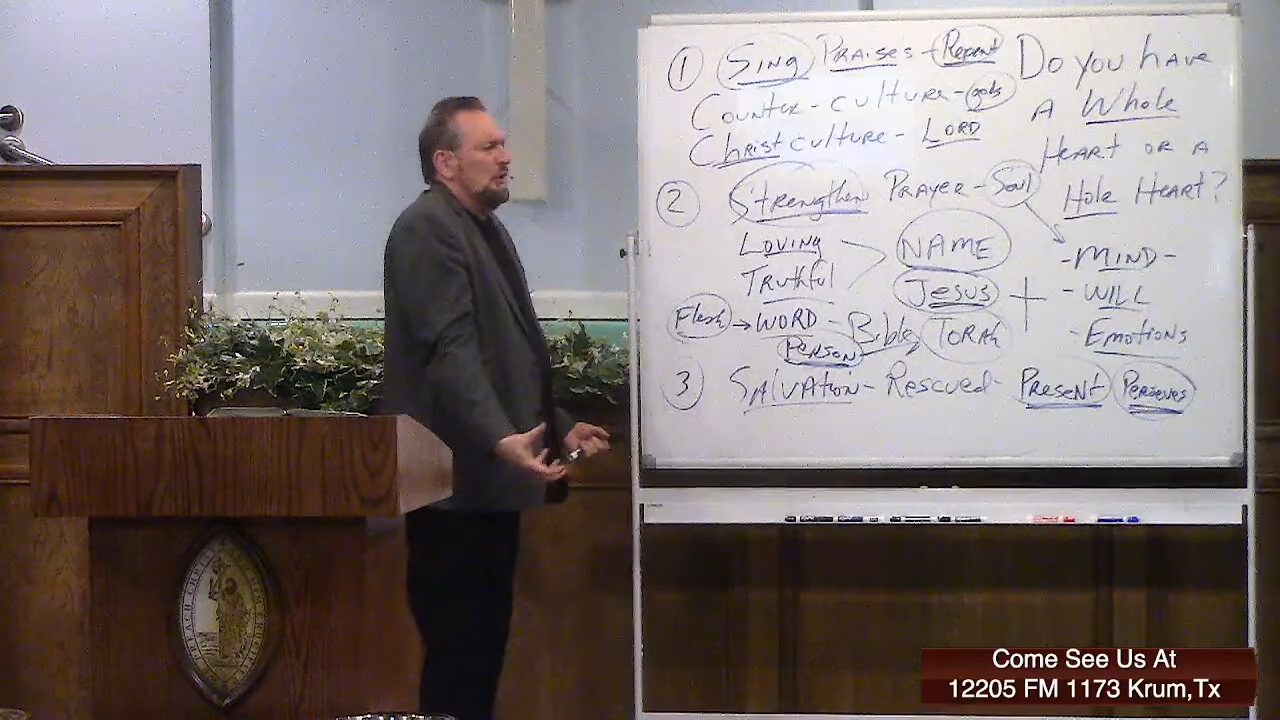 ① Sing Praises - Repent
Counter-culture - gods
Christ culture - LORD
② Strengthen Prayer - Soul
Loving
Truthful
NAME
Jesus +
Flesh → WORD - Bible TORAH
PERSON
③ Salvation - Rescued - Present
Do you have
A Whole
Heart or a
Hole Heart?
- MIND -
- WILL
- Emotions
PREACH CHRIST
Come See Us At
12205 FM 1173 Krum,Tx